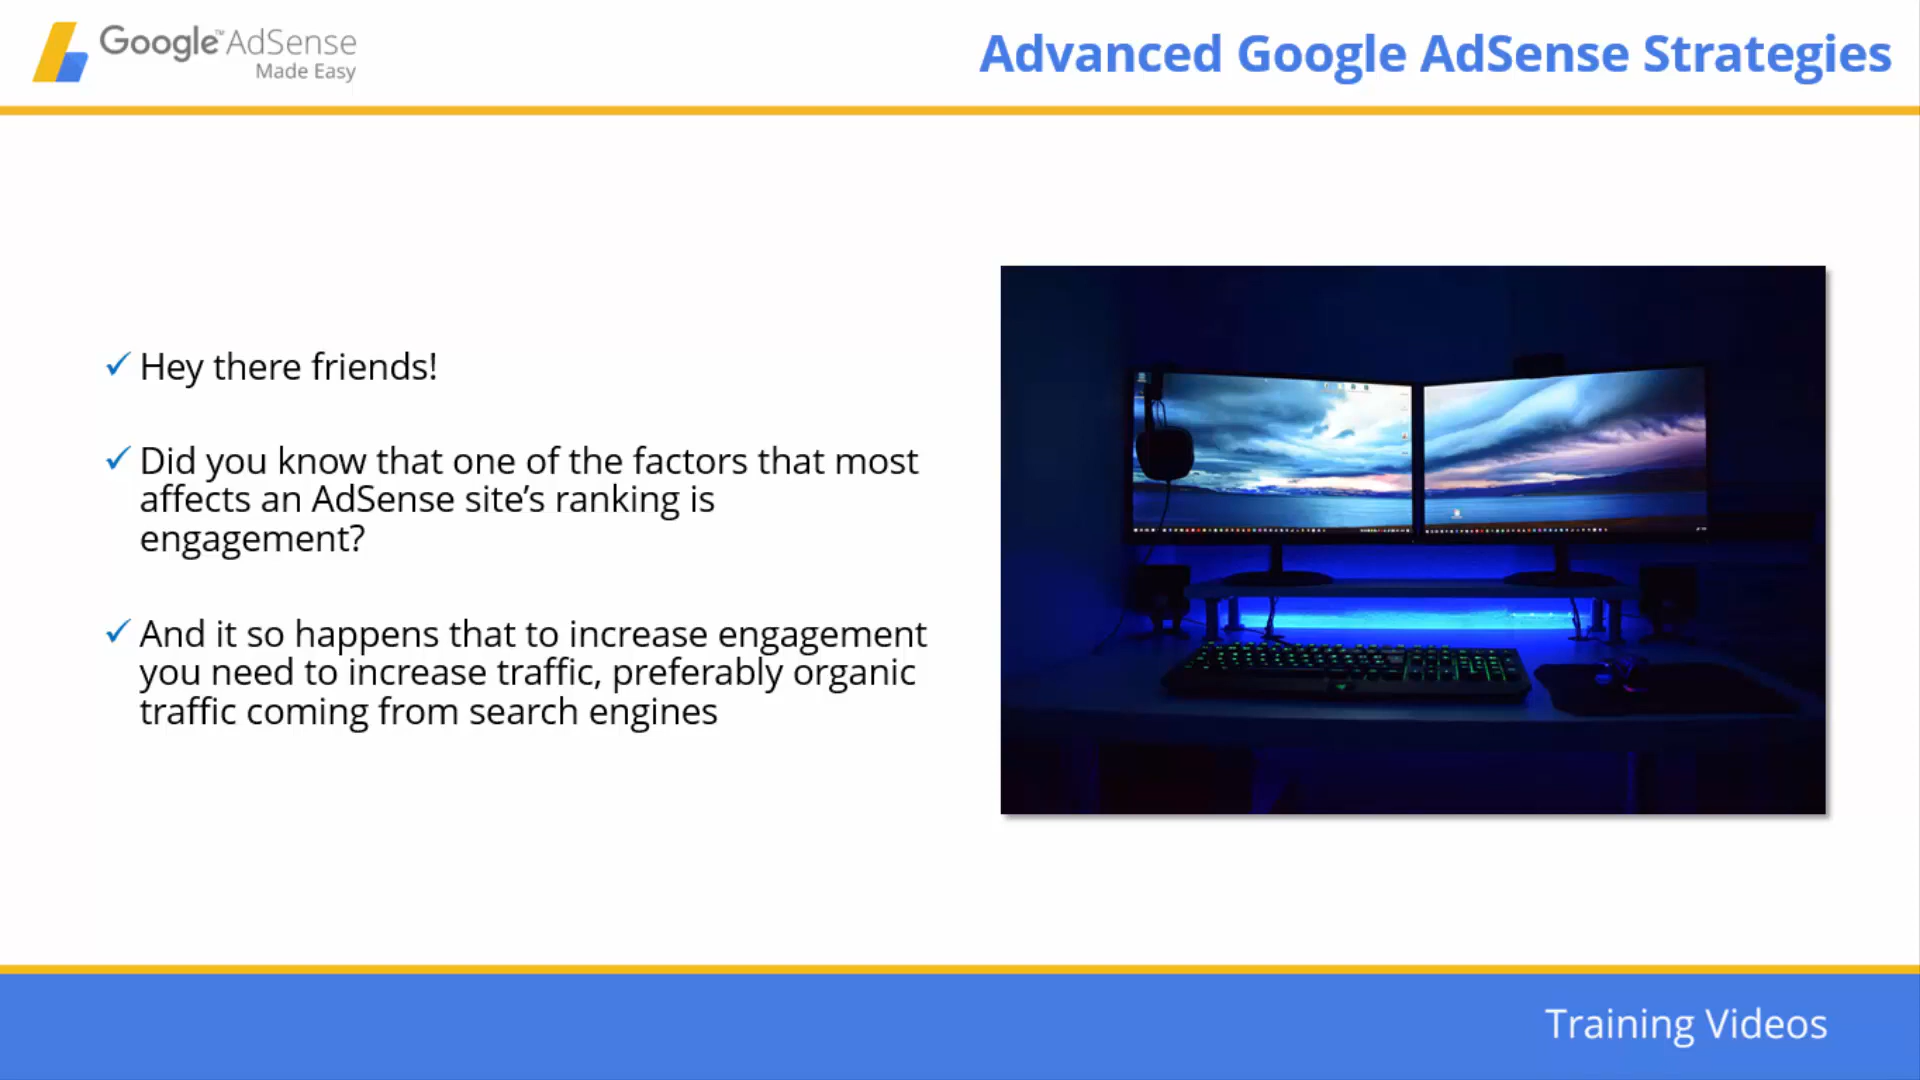 Google™ AdSense
Made Easy
Advanced Google AdSense Strategies
✓ Hey there friends!
✓ Did you know that one of the factors that most
affects an AdSense site’s ranking is
engagement?
✓ And it so happens that to increase engagement
you need to increase traffic, preferably organic
traffic coming from search engines
Training Videos